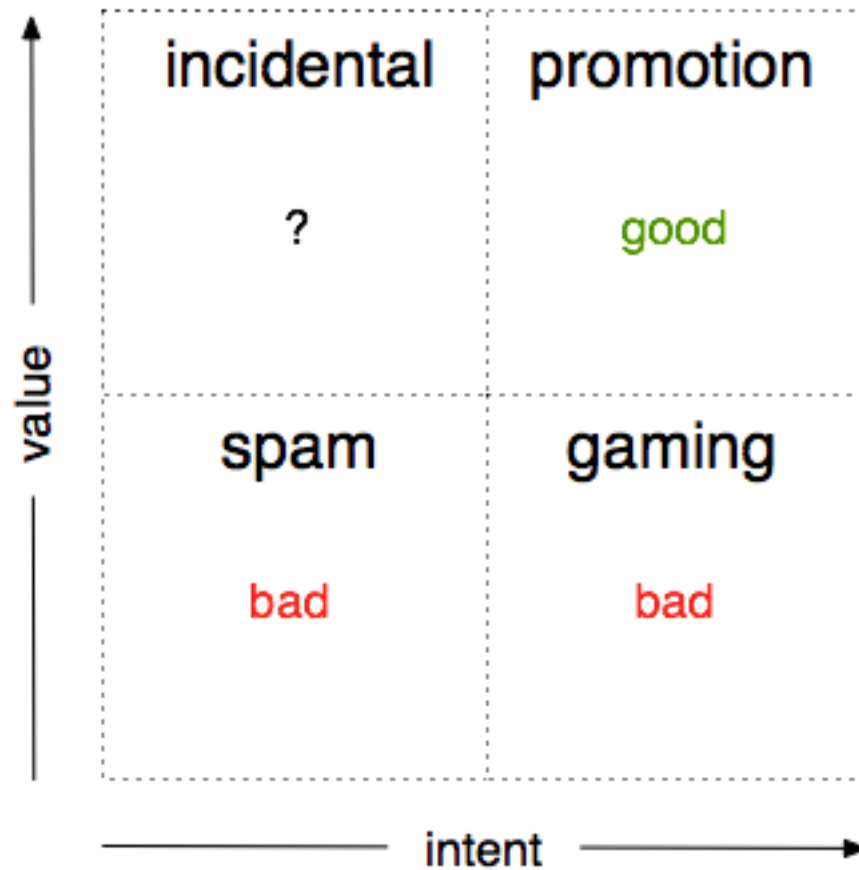 incidental
promotion
?
good
value
spam
gaming
bad
bad
intent